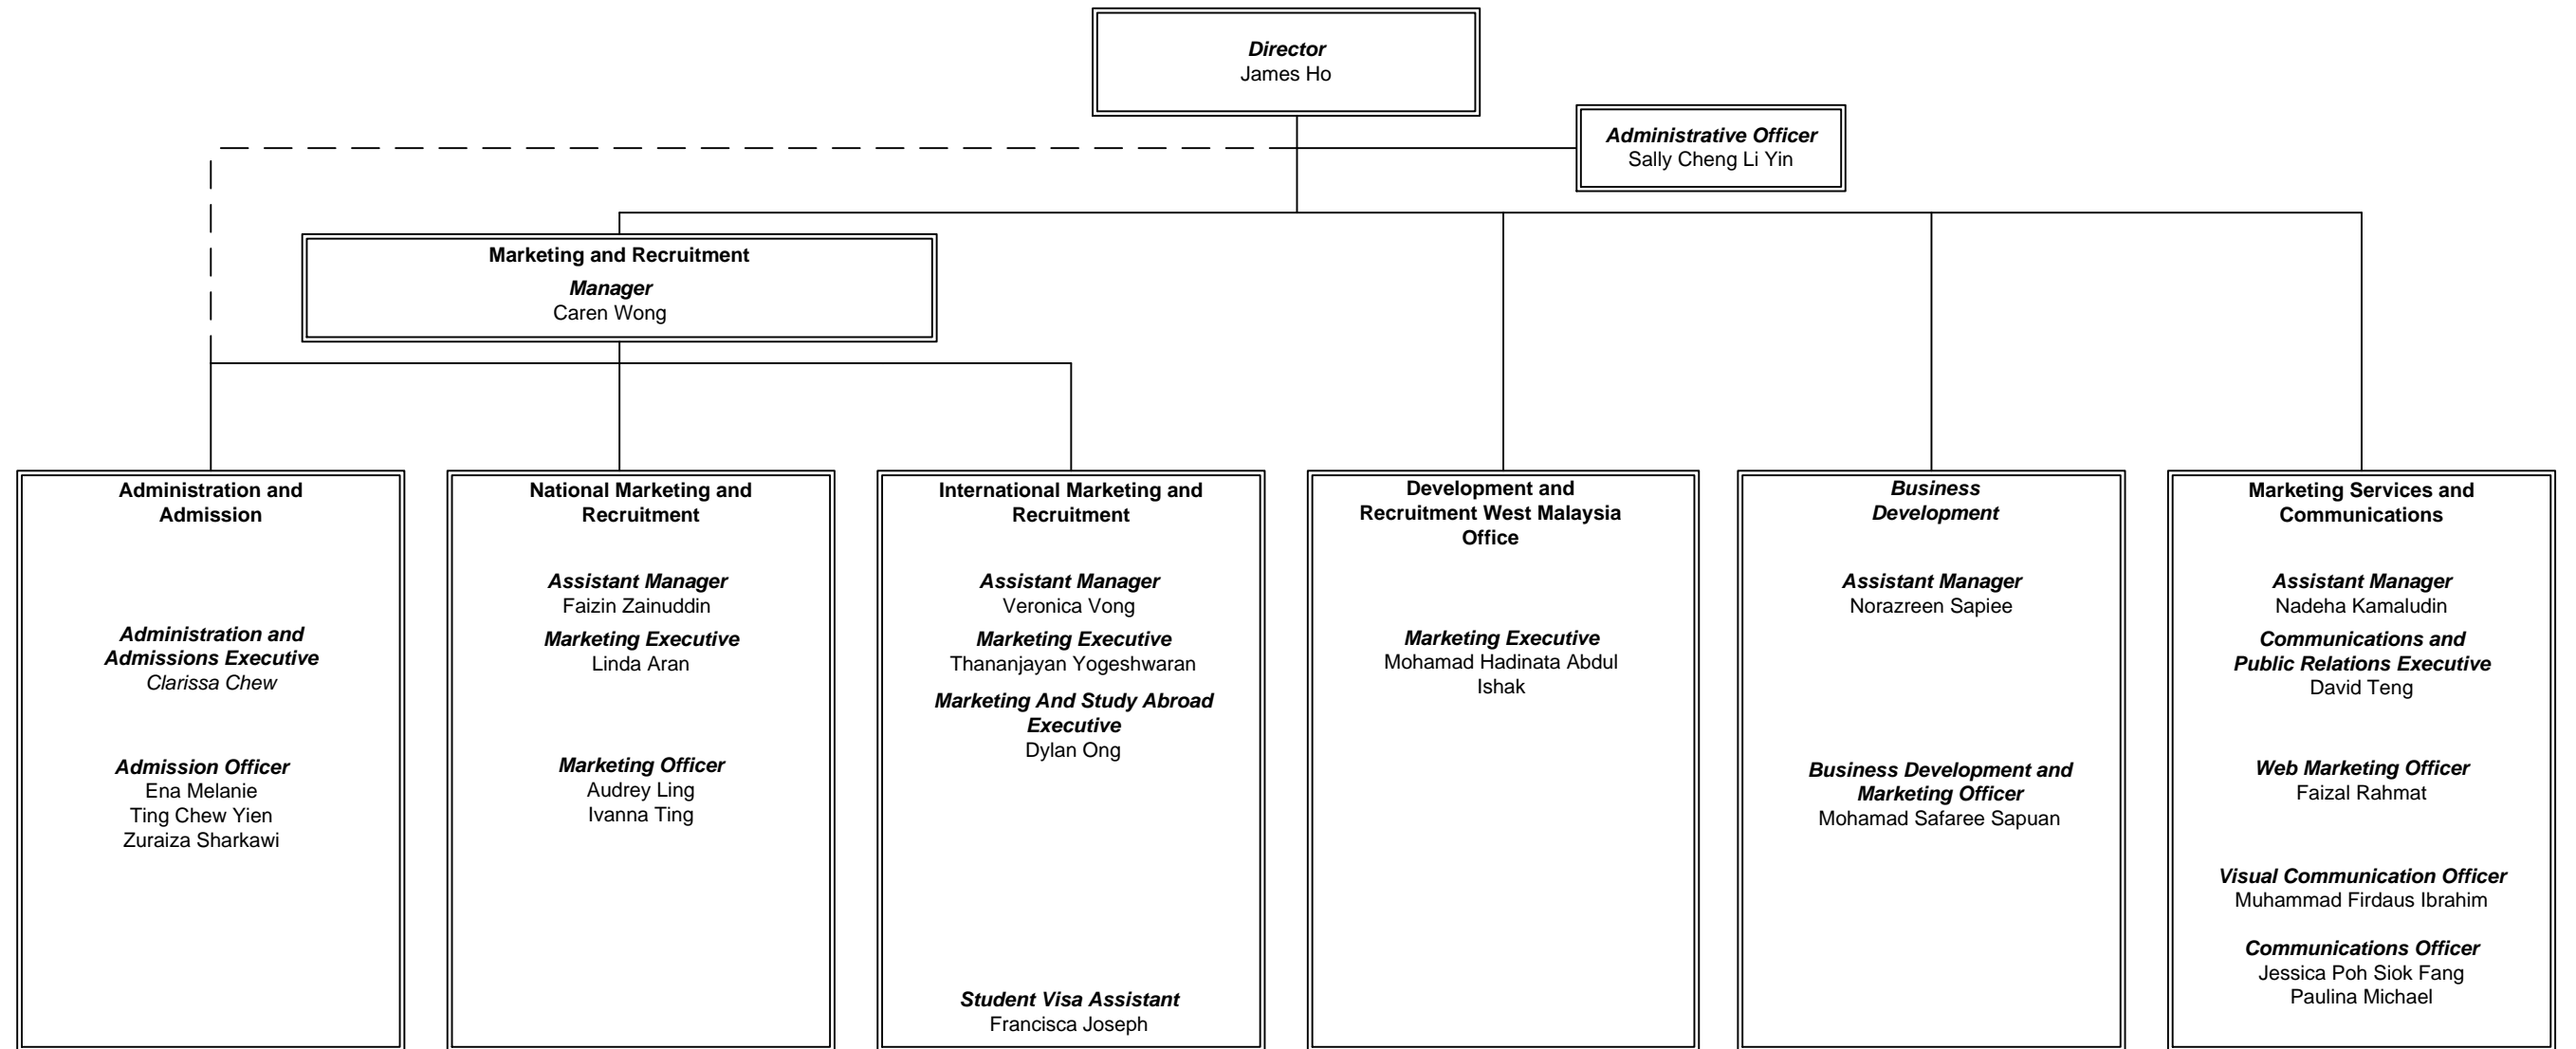 Director
James Ho
Administrative Officer
Sally Cheng Li Yin
Marketing and Recruitment
Manager
Caren Wong
Administration and
Admission
Administration and
Admissions Executive
Clarissa Chew
Admission Officer
Ena Melanie
Ting Chew Yien
Zuraiza Sharkawi
National Marketing and
Recruitment
Assistant Manager
Faizin Zainuddin
Marketing Executive
Linda Aran
Marketing Officer
Audrey Ling
Ivanna Ting
International Marketing and
Recruitment
Assistant Manager
Veronica Vong
Marketing Executive
Thananjayan Yogeshwaran
Marketing And Study Abroad
Executive
Dylan Ong
Student Visa Assistant
Francisca Joseph
Development and
Recruitment West Malaysia
Office
Marketing Executive
Mohamad Hadinata Abdul
Ishak
Business
Development
Assistant Manager
Norazreen Sapiee
Business Development and
Marketing Officer
Mohamad Safaree Sapuan
Marketing Services and
Communications
Assistant Manager
Nadeha Kamaludin
Communications and
Public Relations Executive
David Teng
Web Marketing Officer
Faizal Rahmat
Visual Communication Officer
Muhammad Firdaus Ibrahim
Communications Officer
Jessica Poh Siok Fang
Paulina Michael